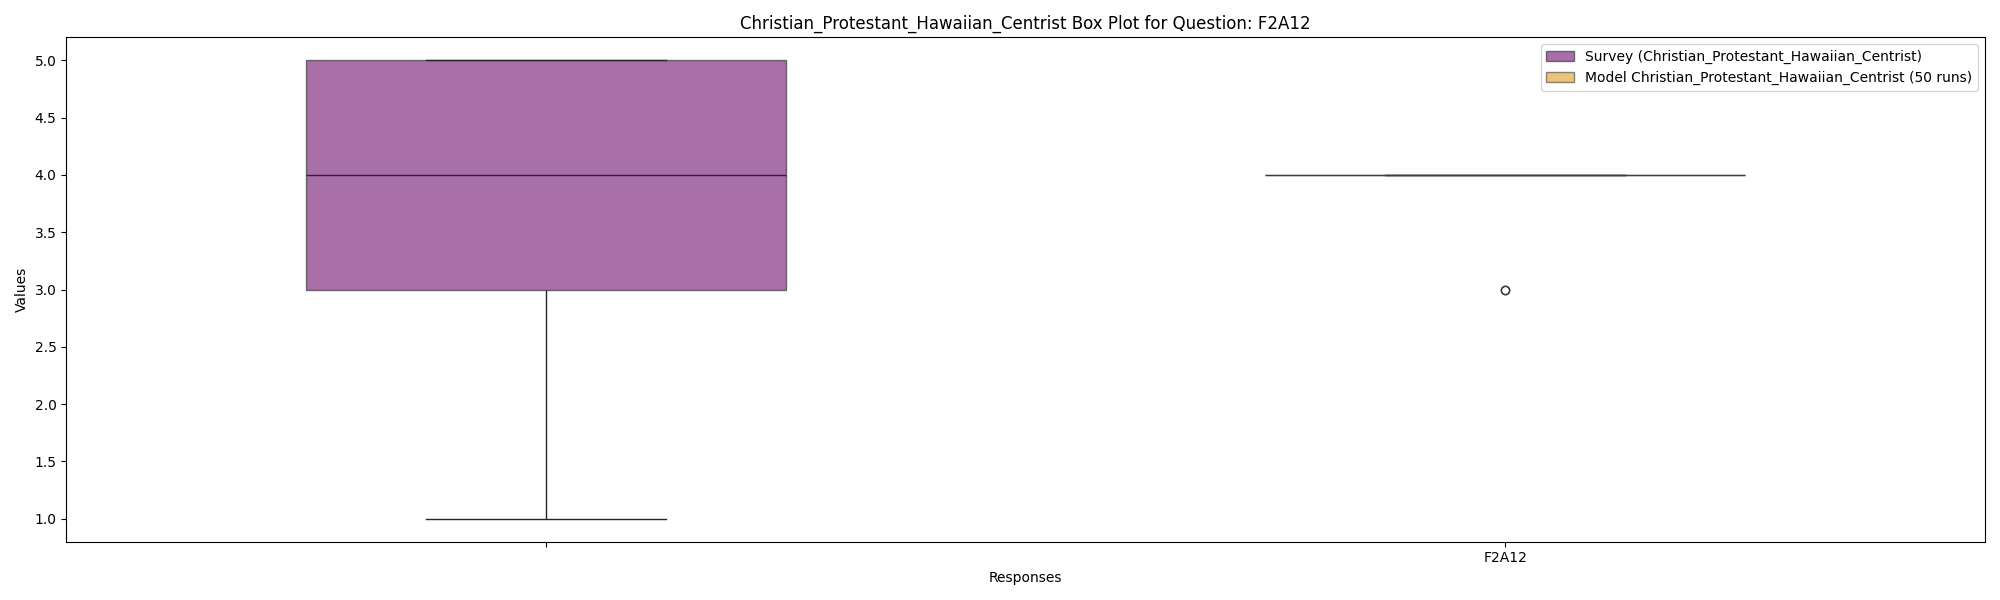 Christian_Protestant_Hawaiian_Centrist Box Plot for Question: F2A12
Survey (Christian_Protestant_Hawaiian_Centrist)
Model Christian_Protestant_Hawaiian_Centrist (50 runs)
Values
5.0
4.5
4.0
3.5
3.0
2.5
2.0
1.5
1.0
F2A12
Responses